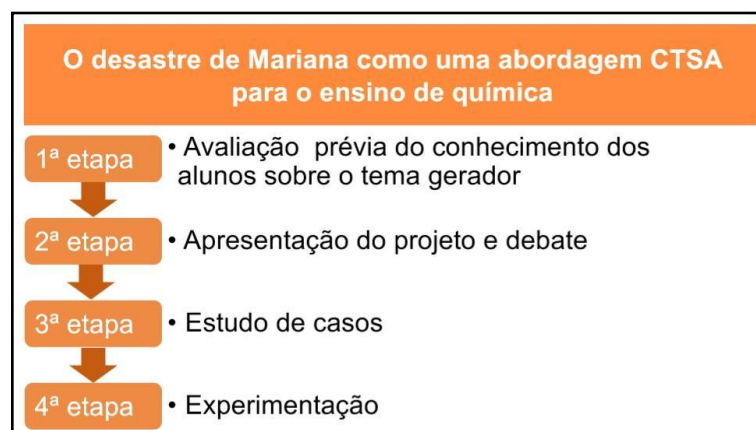 O desastre de Mariana como uma abordagem CTSA
para o ensino de química
1ª etapa • Avaliação prévia do conhecimento dos
alunos sobre o tema gerador
2ª etapa • Apresentação do projeto e debate
3ª etapa • Estudo de casos
4ª etapa • Experimentação